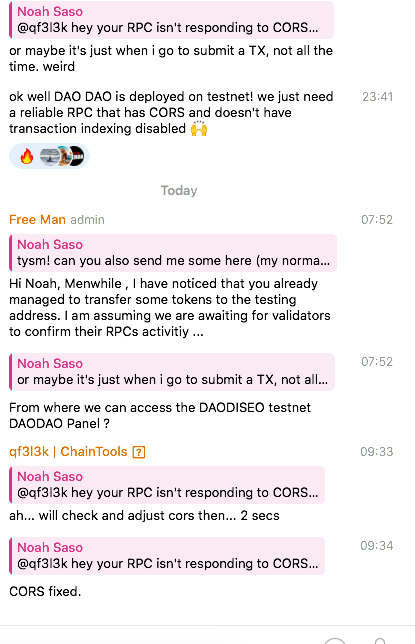 Noah Saso
@qf3l3k hey your RPC isn't responding to CORS...
or maybe it's just when i go to submit a TX, not all the
time. weird
ok well DAO DAO is deployed on testnet! we just need
23:41
a reliable RPC that has CORS and doesn't have
transaction indexing disabled 🙌
🔥
Today
Free Man admin
07:52
Noah Saso
tysm! can you also send me some here (my norma...
Hi Noah, Menwhile , I have noticed that you already
managed to transfer some tokens to the testing
address. I am assuming we are awaiting for validators
to confirm their RPCs activitiy ...
Noah Saso
07:52
or maybe it's just when i go to submit a TX, not all...
From where we can access the DAODISEO testnet
DAODAO Panel ?
qf3l3k | ChainTools [?]
09:33
Noah Saso
@qf3l3k hey your RPC isn't responding to CORS...
ah... will check and adjust cors then... 2 secs
Noah Saso
09:34
@qf3l3k hey your RPC isn't responding to CORS...
CORS fixed.